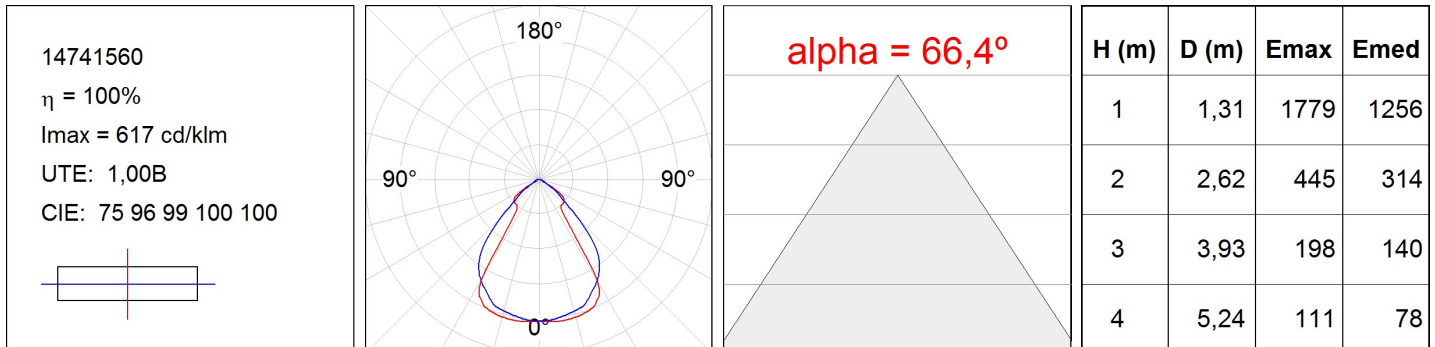 14741560
η = 100%
Imax = 617 cd/klm
UTE: 1,00B
CIE: 75 96 99 100 100
180°
90° 90°
0°
alpha = 66,4º
H (m) D (m) Emax Emed
1 1,31 1779 1256
2 2,62 445 314
3 3,93 198 140
4 5,24 111 78